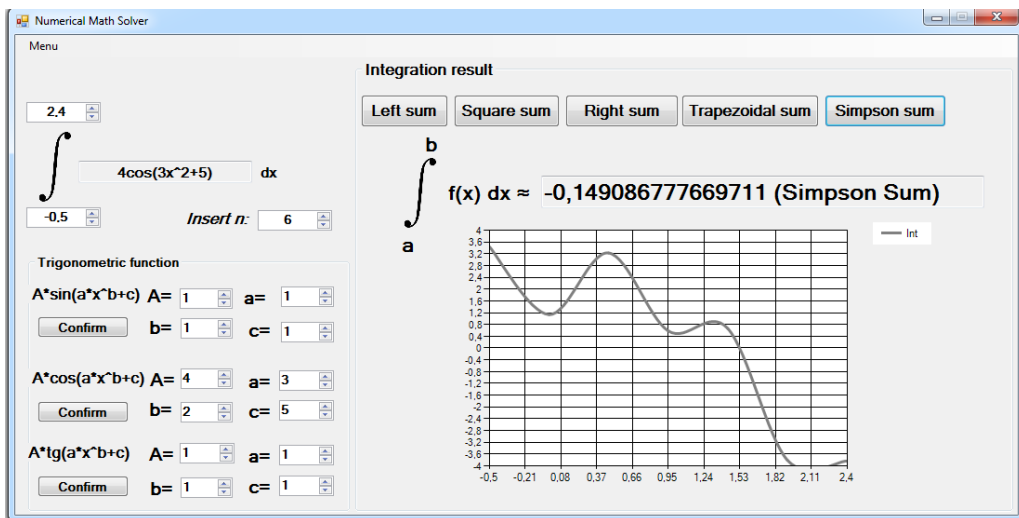 Numerical Math Solver
Menu
2,4
4cos(3x^2+5) dx
-0,5
Insert n: 6
Trigonometric function
A*sin(a*x^b+c) A= 1 a= 1
Confirm b= 1 c= 1
A*cos(a*x^b+c) A= 4 a= 3
Confirm b= 2 c= 5
A*tg(a*x^b+c) A= 1 a= 1
Confirm b= 1 c= 1
Integration result
Left sum Square sum Right sum Trapezoidal sum Simpson sum
b
f(x) dx ≈ -0,149086777669711 (Simpson Sum)
a
Int
4
3,6
3,2
2,8
2,4
2
1,6
1,2
0,8
0,4
0
-0,4
-0,8
-1,2
-1,6
-2
-2,4
-2,8
-3,2
-3,6
-4
-0,5 -0,21 0,08 0,37 0,66 0,95 1,24 1,53 1,82 2,11 2,4